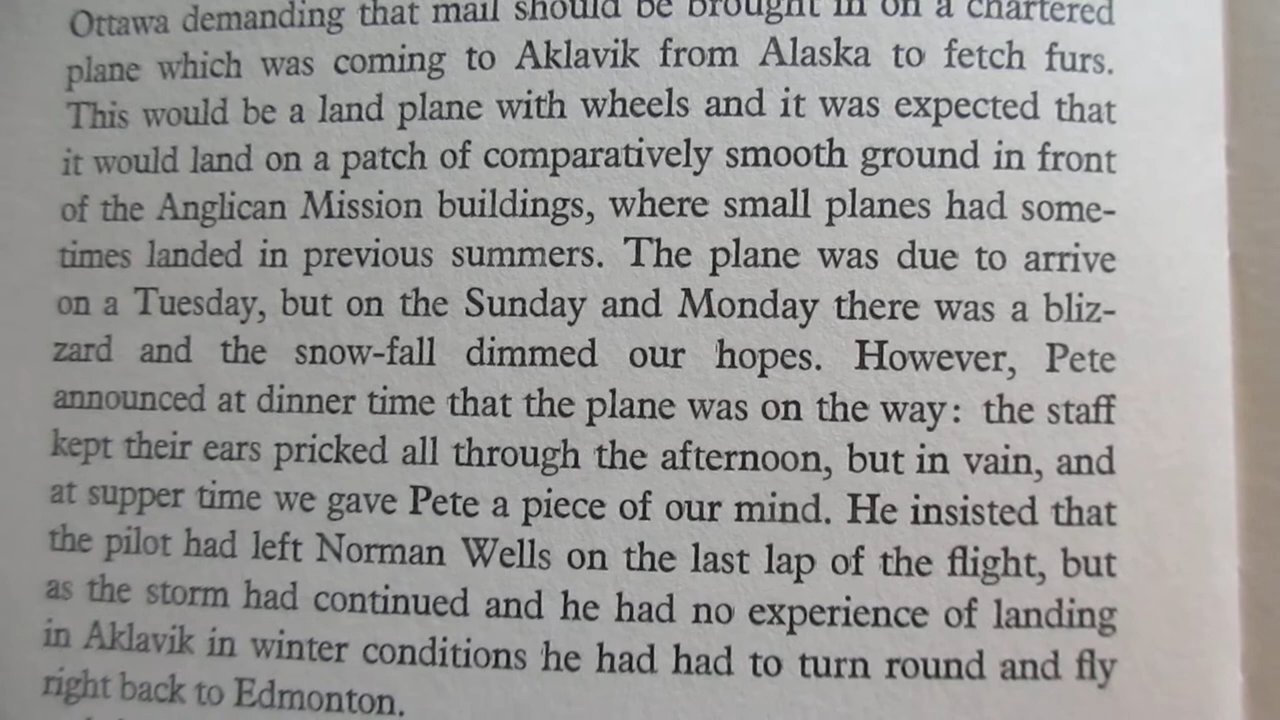 Ottawa demanding that mail should be brought in on a chartered
plane which was coming to Aklavik from Alaska to fetch furs.
This would be a land plane with wheels and it was expected that
it would land on a patch of comparatively smooth ground in front
of the Anglican Mission buildings, where small planes had some-
times landed in previous summers. The plane was due to arrive
on a Tuesday, but on the Sunday and Monday there was a bliz-
zard and the snow-fall dimmed our hopes. However, Pete
announced at dinner time that the plane was on the way: the staff
kept their ears pricked all through the afternoon, but in vain, and
at supper time we gave Pete a piece of our mind. He insisted that
the pilot had left Norman Wells on the last lap of the flight, but
as the storm had continued and he had no experience of landing
in Aklavik in winter conditions he had had to turn round and fly
right back to Edmonton.